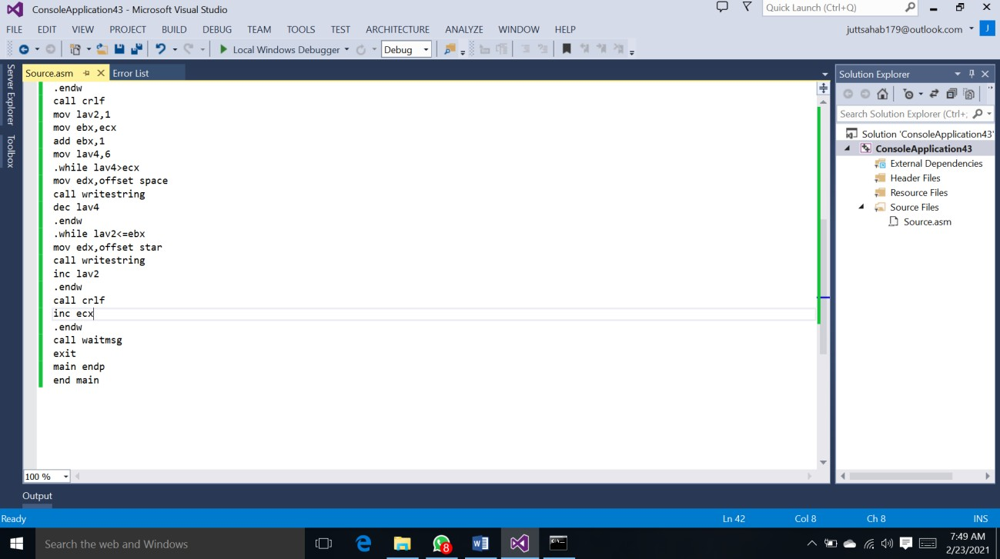 ConsoleApplication43 - Microsoft Visual Studio
Quick Launch (Ctrl+Q)
FILE EDIT VIEW PROJECT BUILD DEBUG TEAM TOOLS TEST ARCHITECTURE ANALYZE WINDOW HELP
juttsahab179@outlook.com
J
Local Windows Debugger
Debug
Server Explorer
Toolbox
Source.asm
Error List
.endw
call crlf
mov lav2,1
mov ebx,ecx
add ebx,1
mov lav4,6
.while lav4>ecx
mov edx,offset space
call writestring
dec lav4
.endw
.while lav2<=ebx
mov edx,offset star
call writestring
inc lav2
.endw
call crlf
inc ecx
.endw
call waitmsg
exit
main endp
end main
100 %
Solution Explorer
Search Solution Explorer (Ctrl+;
Solution 'ConsoleApplication43'
ConsoleApplication43
External Dependencies
Header Files
Resource Files
Source Files
Source.asm
Output
Ready
Ln 42
Col 8
Ch 8
INS
Search the web and Windows
8
7:49 AM
2/23/2021